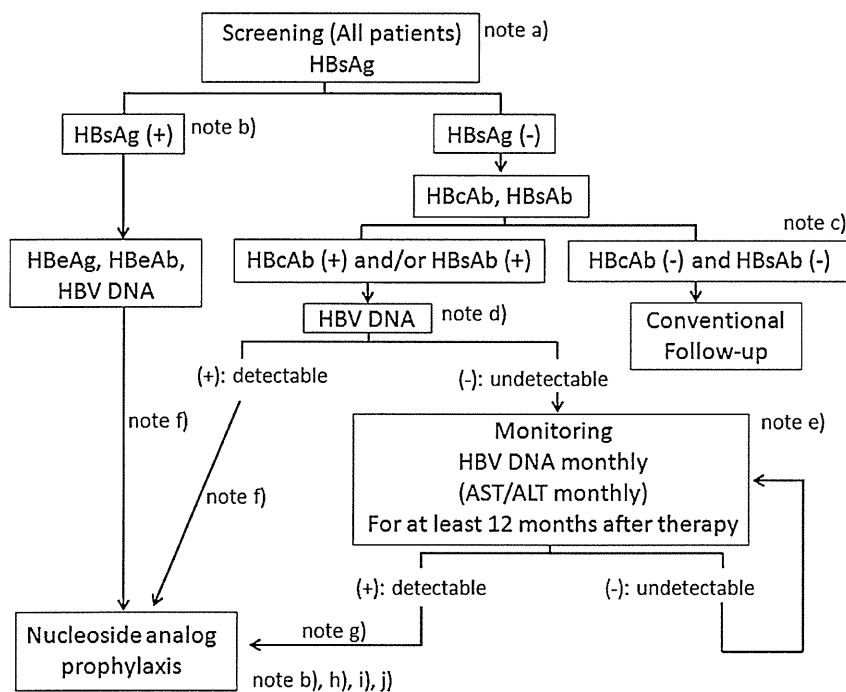 Screening (All patients)
HBsAg
note a)
HBsAg (+)
note b)
HBsAg (-)
HBcAb, HBsAb
note c)
HBeAg, HBeAb,
HBV DNA
HBcAb (+) and/or HBsAb (+)
HBcAb (-) and HBsAb (-)
HBV DNA
note d)
Conventional
Follow-up
(+): detectable
(-): undetectable
note f)
note f)
Monitoring
HBV DNA monthly
(AST/ALT monthly)
For at least 12 months after therapy
note e)
(+): detectable
(-): undetectable
Nucleoside analog
prophylaxis
note g)
note b), h), i), j)